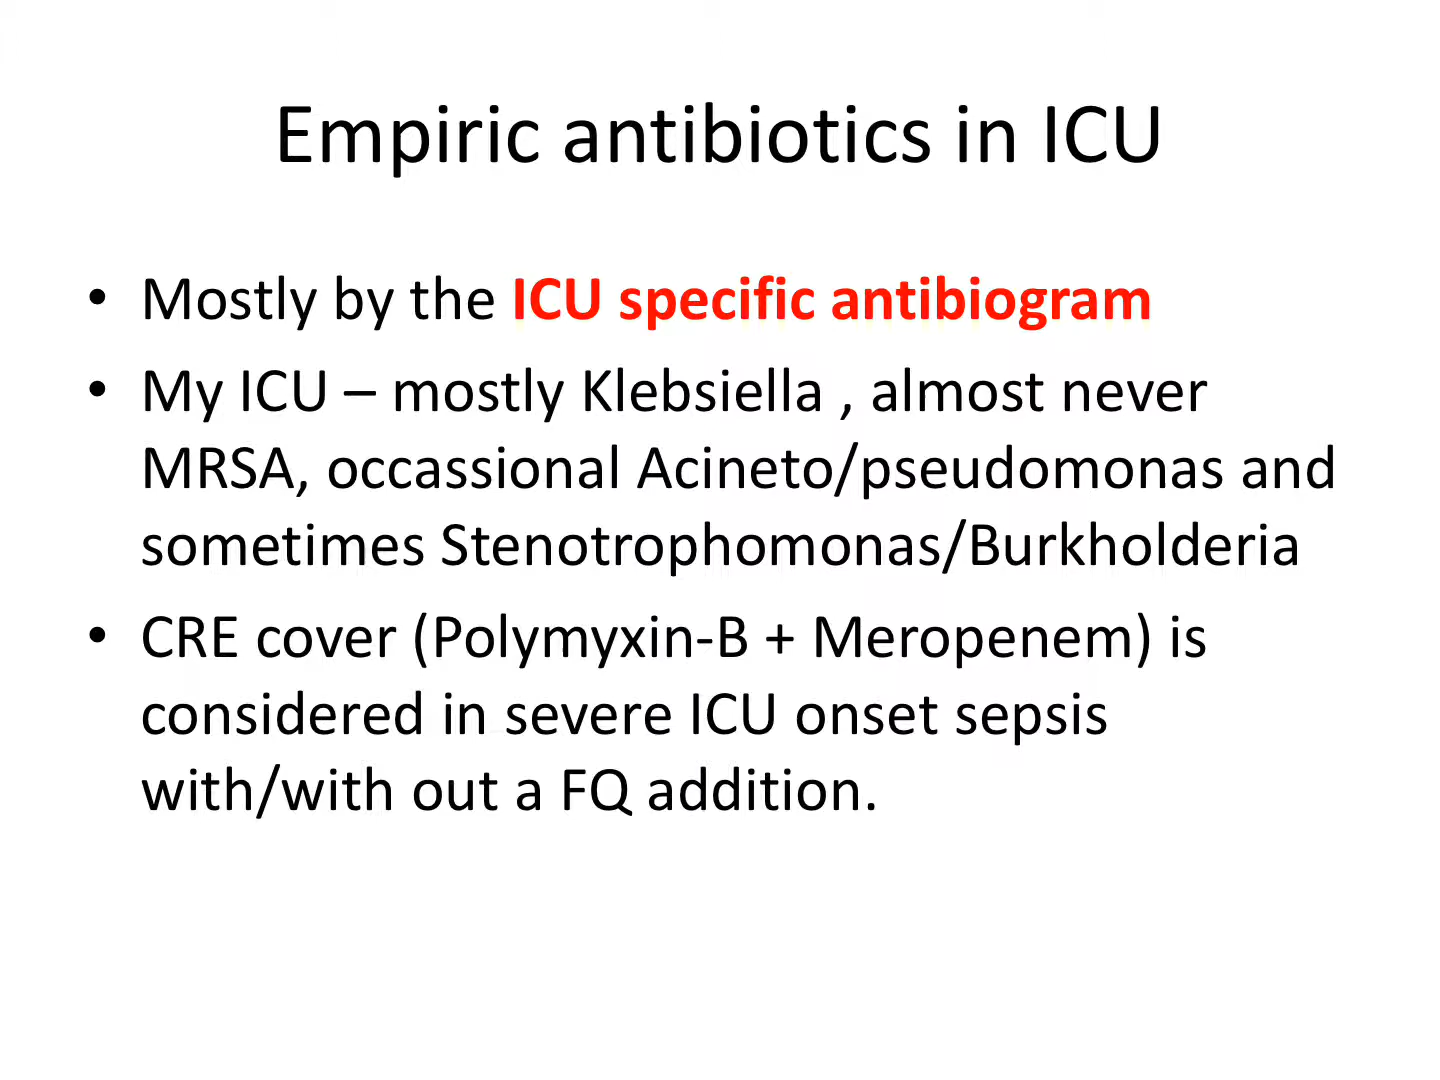 Empiric antibiotics in ICU
• Mostly by the ICU specific antibiogram
• My ICU – mostly Klebsiella , almost never
MRSA, occassional Acineto/pseudomonas and
sometimes Stenotrophomonas/Burkholderia
• CRE cover (Polymyxin-B + Meropenem) is
considered in severe ICU onset sepsis
with/with out a FQ addition.